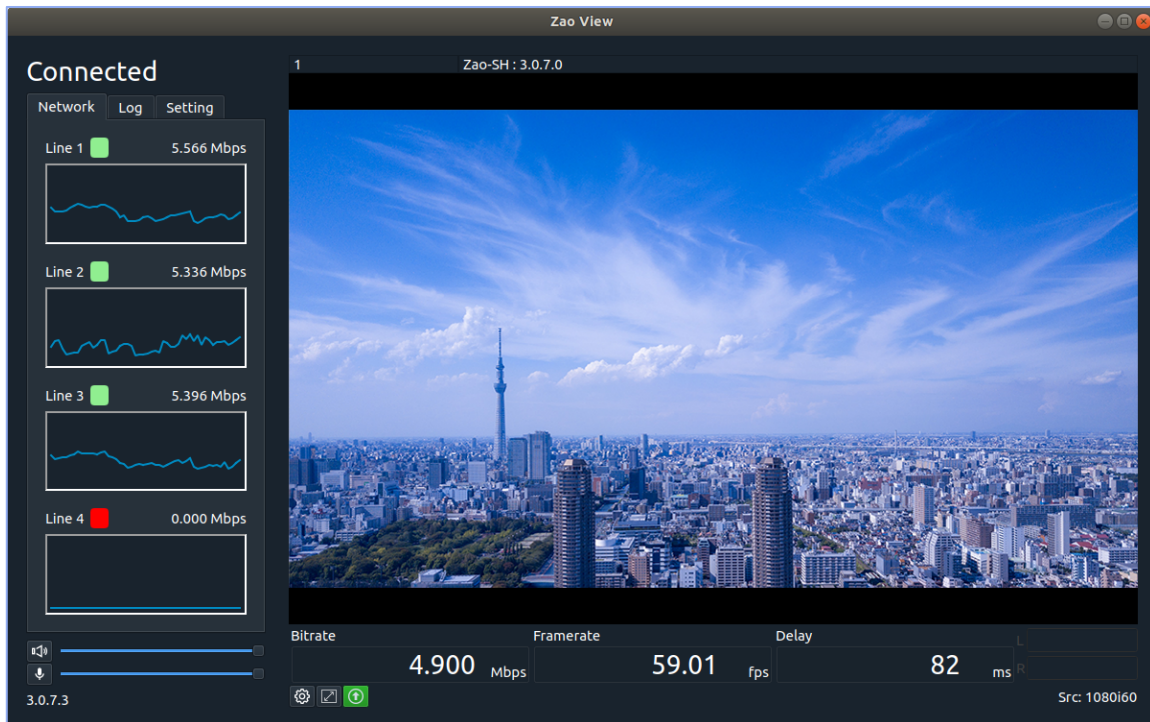 Zao View
Connected
Network Log Setting
Line 1 5.566 Mbps
Line 2 5.336 Mbps
Line 3 5.396 Mbps
Line 4 0.000 Mbps
3.0.7.3
1 Zao-SH : 3.0.7.0
Bitrate Framerate Delay
4.900 Mbps 59.01 fps 82 ms
L
R
Src: 1080i60